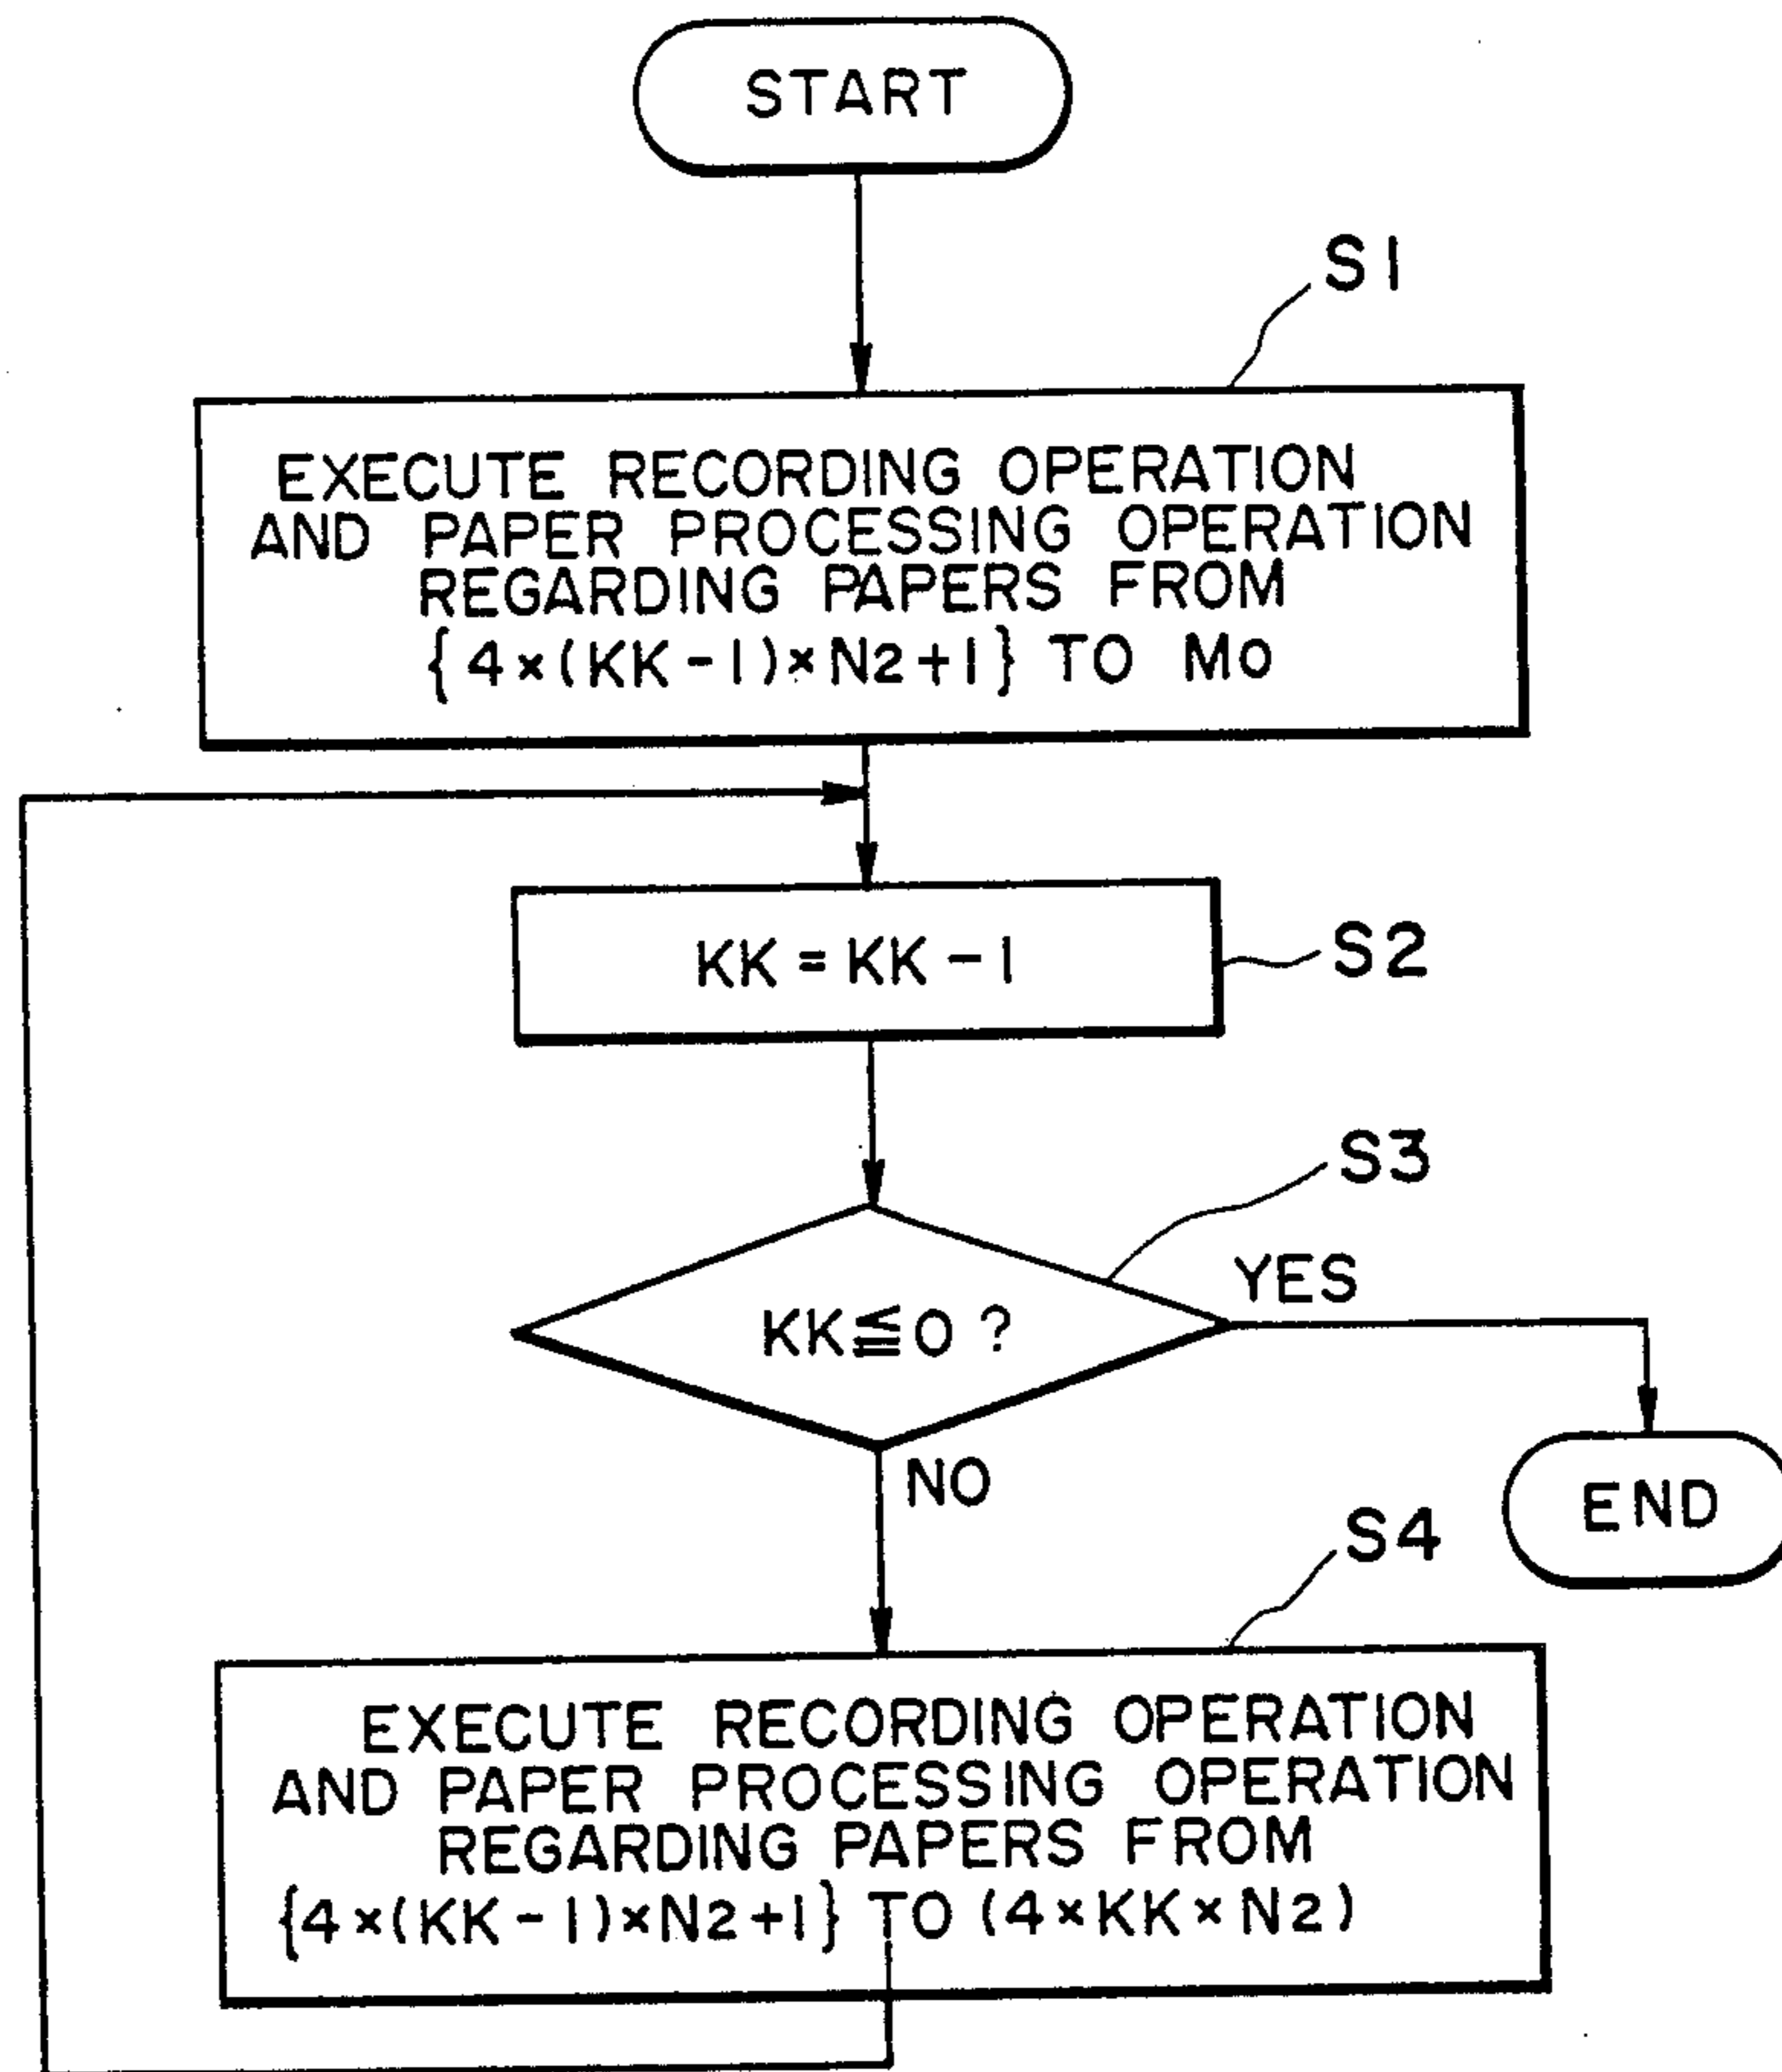 START
S1
EXECUTE RECORDING OPERATION
AND PAPER PROCESSING OPERATION
REGARDING PAPERS FROM
{4×(KK-1)×N2+1} TO Mo
KK = KK - 1
S2
S3
KK≦0 ?
YES
NO
END
S4
EXECUTE RECORDING OPERATION
AND PAPER PROCESSING OPERATION
REGARDING PAPERS FROM
{4×(KK-1)×N2+1} TO (4×KK×N2)